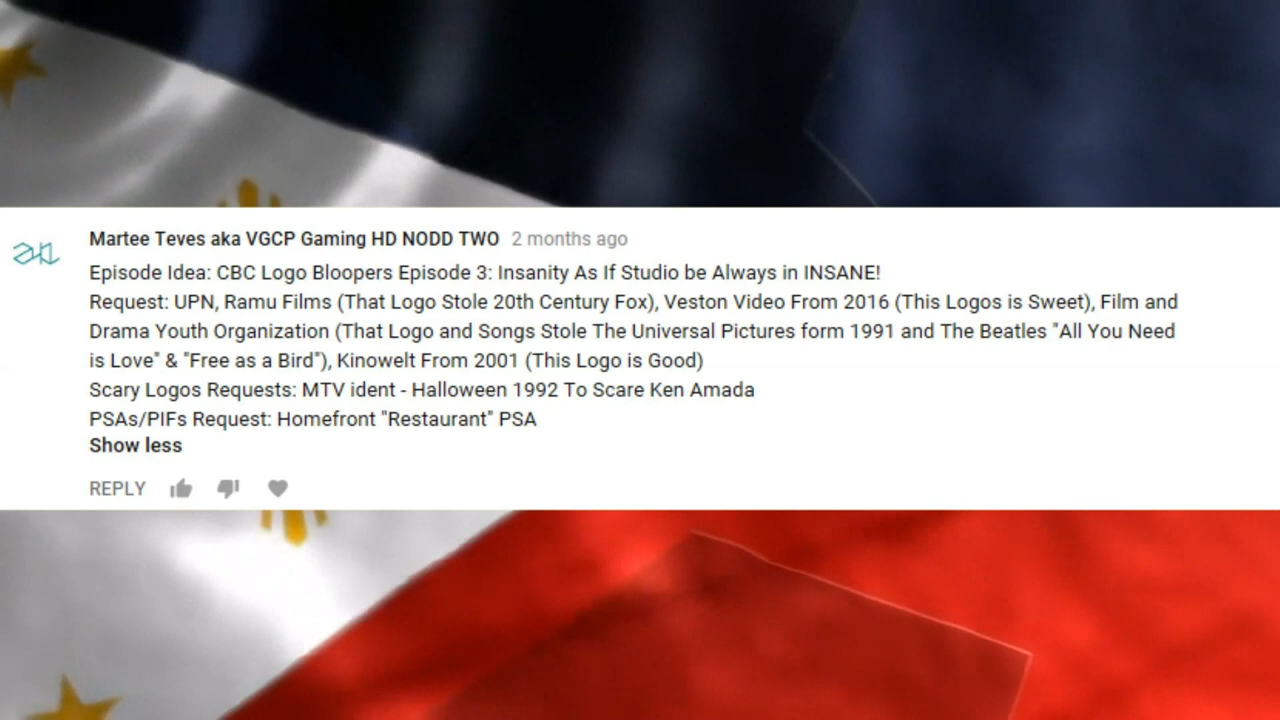 Martee Teves aka VGCP Gaming HD NODD TWO 2 months ago
Episode Idea: CBC Logo Bloopers Episode 3: Insanity As If Studio be Always in INSANE!
Request: UPN, Ramu Films (That Logo Stole 20th Century Fox), Veston Video From 2016 (This Logos is Sweet), Film and
Drama Youth Organization (That Logo and Songs Stole The Universal Pictures form 1991 and The Beatles "All You Need
is Love" & "Free as a Bird"), Kinowelt From 2001 (This Logo is Good)
Scary Logos Requests: MTV ident - Halloween 1992 To Scare Ken Amada
PSAs/PIFs Request: Homefront "Restaurant" PSA
Show less
REPLY